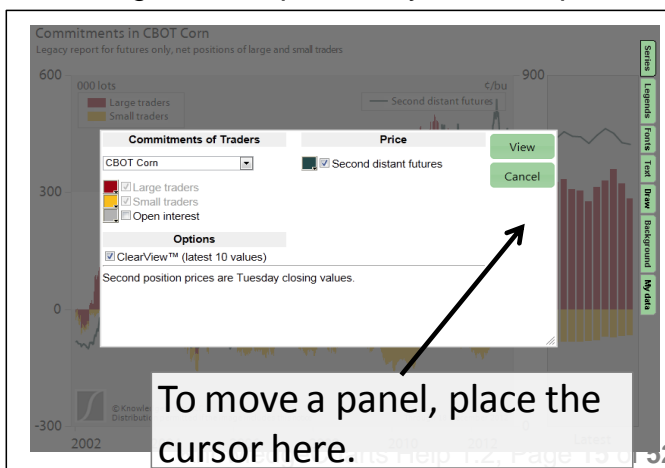 Commitments in CBOT Corn
Legacy report for futures only, net positions of large and small traders
600
000 lots
¢/bu
900
Large traders
Small traders
Second distant futures
Commitments of Traders
Price
View
CBOT Corn
Second distant futures
Cancel
Large traders
Small traders
Open interest
300
Options
ClearView™ (latest 10 values)
Second position prices are Tuesday closing values.
0
-300
2002
2010
2012
Series
Legends
Fonts
Text
Draw
Background
My data
To move a panel, place the
cursor here.
Help 1.2, Page 15 of 52